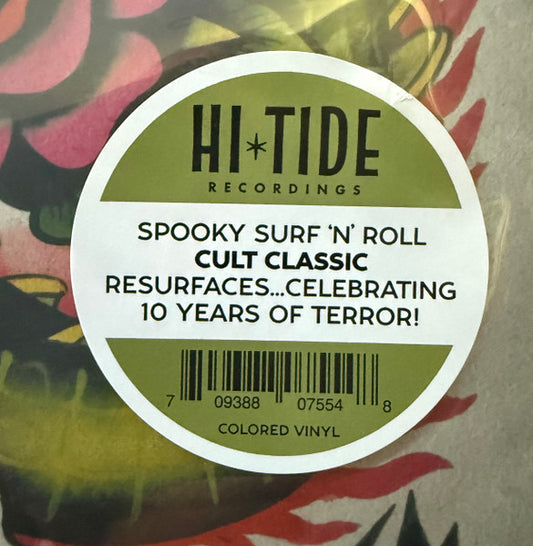 HI★TIDE
RECORDINGS
SPOOKY SURF ‘N’ ROLL
CULT CLASSIC
RESURFACES...CELEBRATING
10 YEARS OF TERROR!
7 09388 07554 8
COLORED VINYL